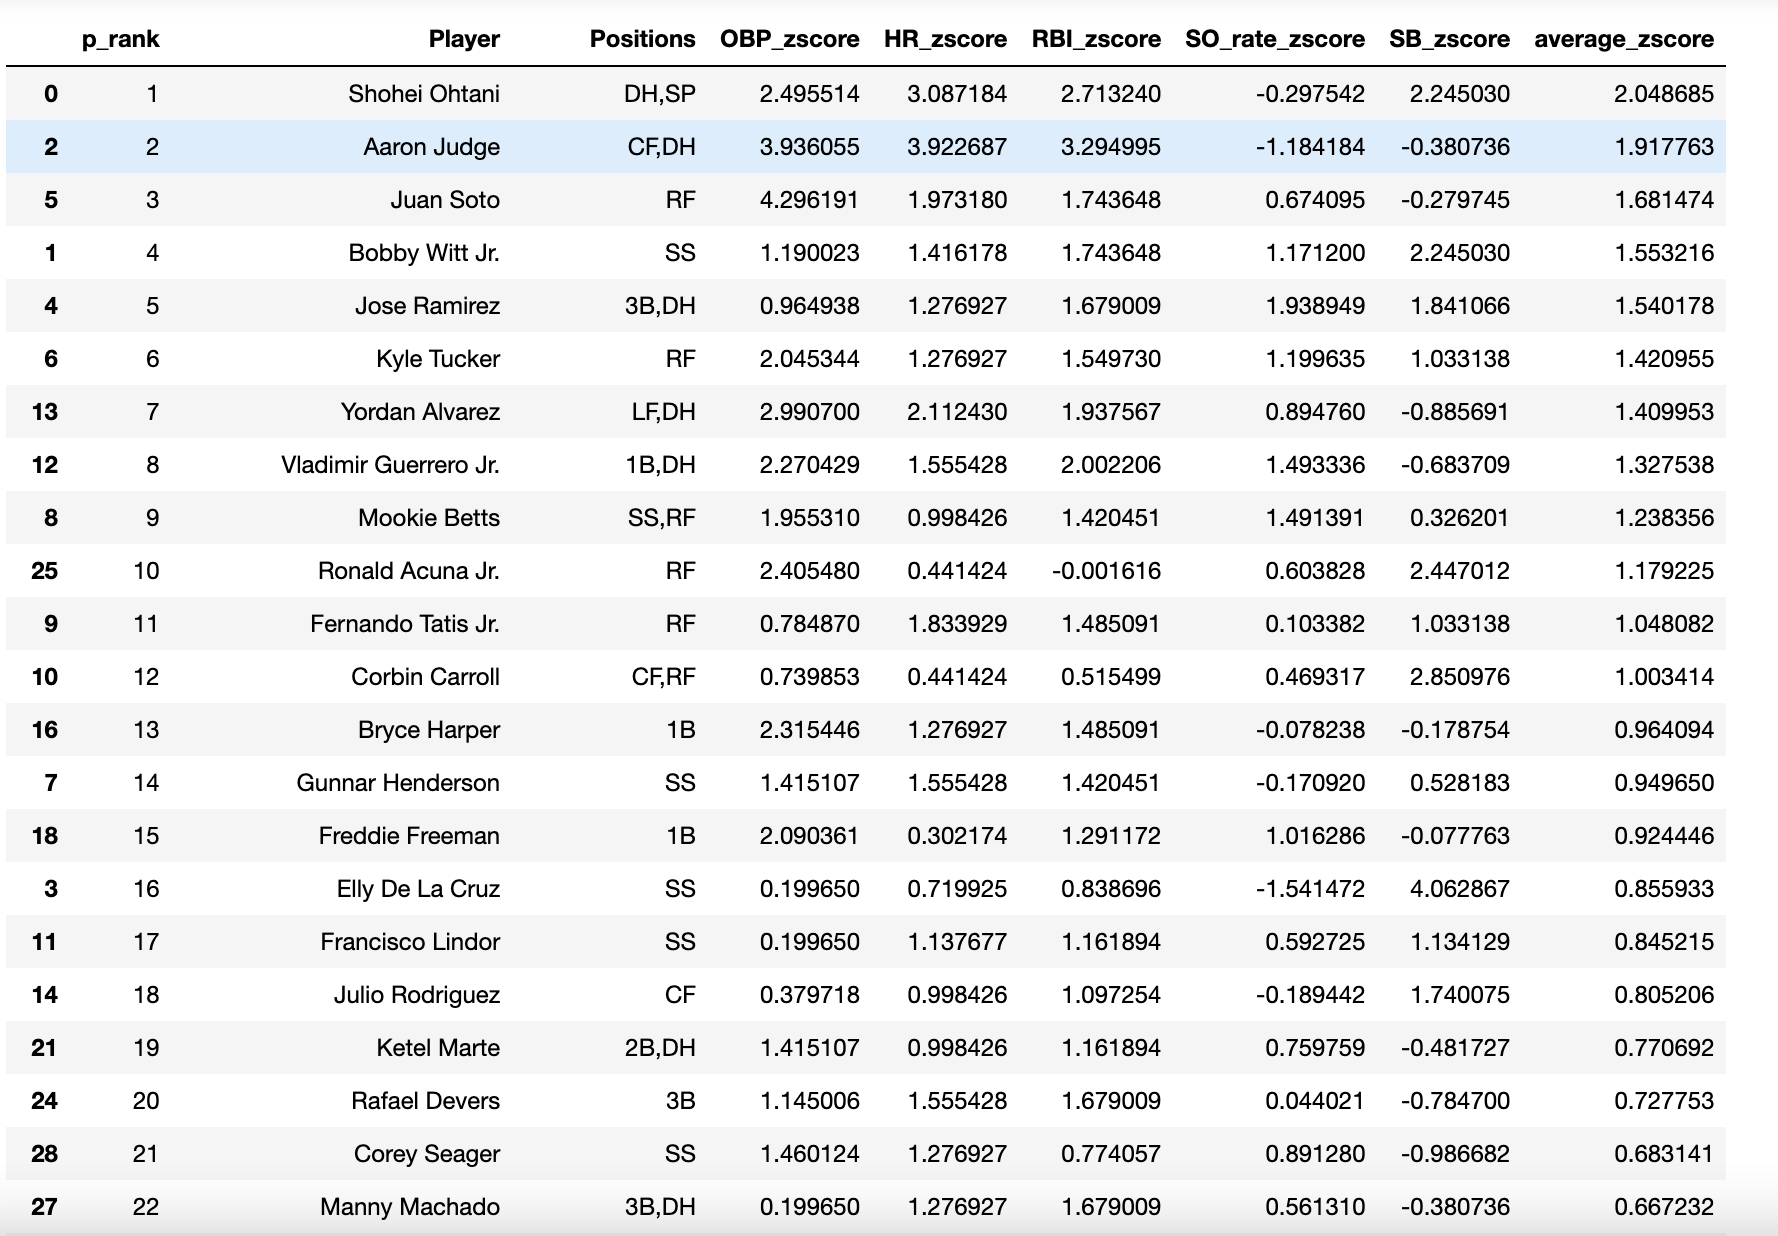 p_rank Player Positions OBP_zscore HR_zscore RBI_zscore SO_rate_zscore SB_zscore average_zscore
0 1 Shohei Ohtani DH,SP 2.495514 3.087184 2.713240 -0.297542 2.245030 2.048685
2 2 Aaron Judge CF,DH 3.936055 3.922687 3.294995 -1.184184 -0.380736 1.917763
5 3 Juan Soto RF 4.296191 1.973180 1.743648 0.674095 -0.279745 1.681474
1 4 Bobby Witt Jr. SS 1.190023 1.416178 1.743648 1.171200 2.245030 1.553216
4 5 Jose Ramirez 3B,DH 0.964938 1.276927 1.679009 1.938949 1.841066 1.540178
6 6 Kyle Tucker RF 2.045344 1.276927 1.549730 1.199635 1.033138 1.420955
13 7 Yordan Alvarez LF,DH 2.990700 2.112430 1.937567 0.894760 -0.885691 1.409953
12 8 Vladimir Guerrero Jr. 1B,DH 2.270429 1.555428 2.002206 1.493336 -0.683709 1.327538
8 9 Mookie Betts SS,RF 1.955310 0.998426 1.420451 1.491391 0.326201 1.238356
25 10 Ronald Acuna Jr. RF 2.405480 0.441424 -0.001616 0.603828 2.447012 1.179225
9 11 Fernando Tatis Jr. RF 0.784870 1.833929 1.485091 0.103382 1.033138 1.048082
10 12 Corbin Carroll CF,RF 0.739853 0.441424 0.515499 0.469317 2.850976 1.003414
16 13 Bryce Harper 1B 2.315446 1.276927 1.485091 -0.078238 -0.178754 0.964094
7 14 Gunnar Henderson SS 1.415107 1.555428 1.420451 -0.170920 0.528183 0.949650
18 15 Freddie Freeman 1B 2.090361 0.302174 1.291172 1.016286 -0.077763 0.924446
3 16 Elly De La Cruz SS 0.199650 0.719925 0.838696 -1.541472 4.062867 0.855933
11 17 Francisco Lindor SS 0.199650 1.137677 1.161894 0.592725 1.134129 0.845215
14 18 Julio Rodriguez CF 0.379718 0.998426 1.097254 -0.189442 1.740075 0.805206
21 19 Ketel Marte 2B,DH 1.415107 0.998426 1.161894 0.759759 -0.481727 0.770692
24 20 Rafael Devers 3B 1.145006 1.555428 1.679009 0.044021 -0.784700 0.727753
28 21 Corey Seager SS 1.460124 1.276927 0.774057 0.891280 -0.986682 0.683141
27 22 Manny Machado 3B,DH 0.199650 1.276927 1.679009 0.561310 -0.380736 0.667232